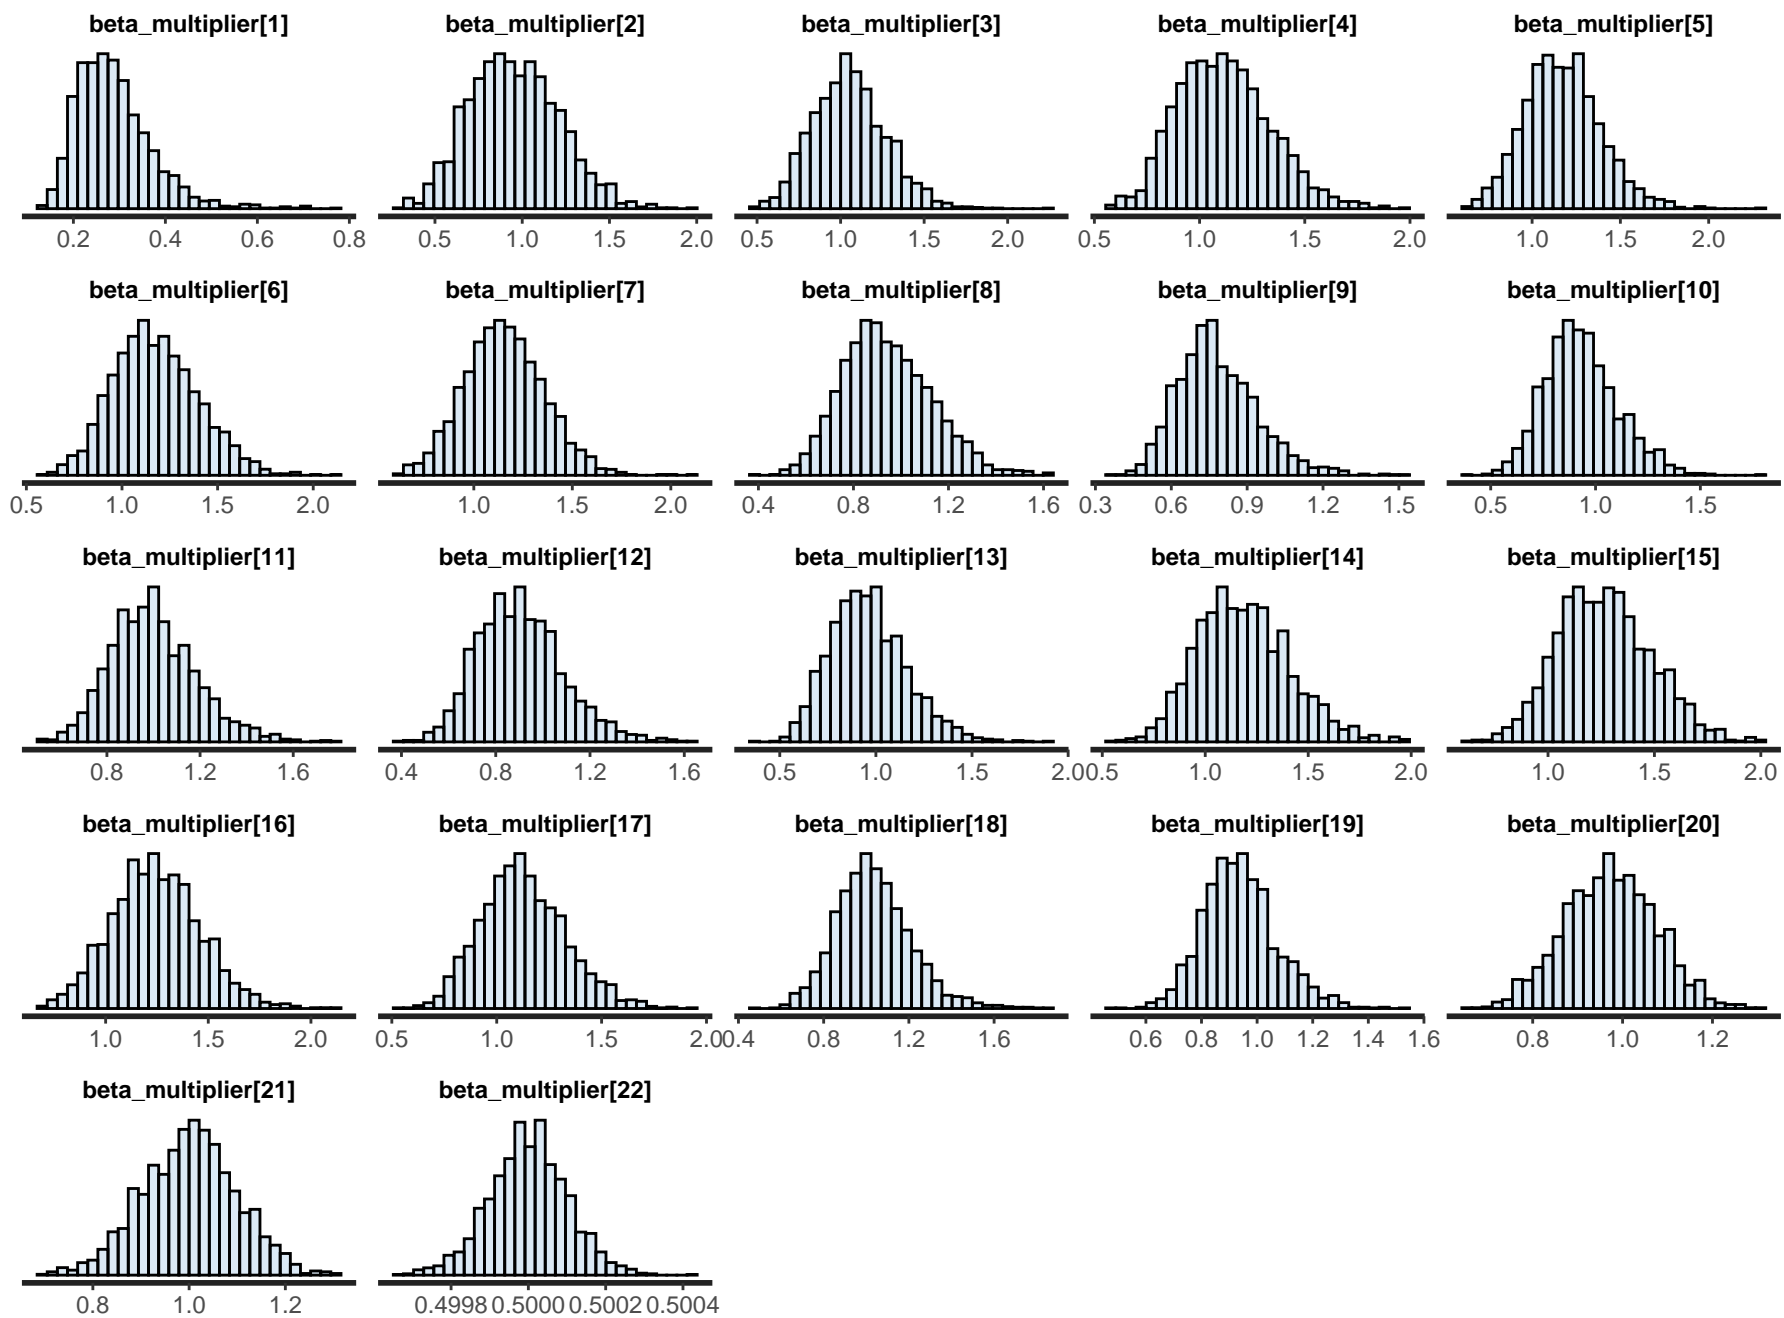 beta_multiplier[1] beta_multiplier[2] beta_multiplier[3] beta_multiplier[4] beta_multiplier[5]
0.2 0.4 0.6 0.8 0.5 1.0 1.5 2.0 0.5 1.0 1.5 2.0 0.5 1.0 1.5 2.0 1.0 1.5 2.0
beta_multiplier[6] beta_multiplier[7] beta_multiplier[8] beta_multiplier[9] beta_multiplier[10]
0.5 1.0 1.5 2.0 1.0 1.5 2.0 0.4 0.8 1.2 1.6 0.3 0.6 0.9 1.2 1.5 0.5 1.0 1.5
beta_multiplier[11] beta_multiplier[12] beta_multiplier[13] beta_multiplier[14] beta_multiplier[15]
0.8 1.2 1.6 0.4 0.8 1.2 1.6 0.5 1.0 1.5 2.0 0.5 1.0 1.5 2.0 1.0 1.5 2.0
beta_multiplier[16] beta_multiplier[17] beta_multiplier[18] beta_multiplier[19] beta_multiplier[20]
1.0 1.5 2.0 0.5 1.0 1.5 2.0 0.4 0.8 1.2 1.6 0.6 0.8 1.0 1.2 1.4 1.6 0.8 1.0 1.2
beta_multiplier[21] beta_multiplier[22]
0.8 1.0 1.2 0.4998 0.5000 0.5002 0.5004